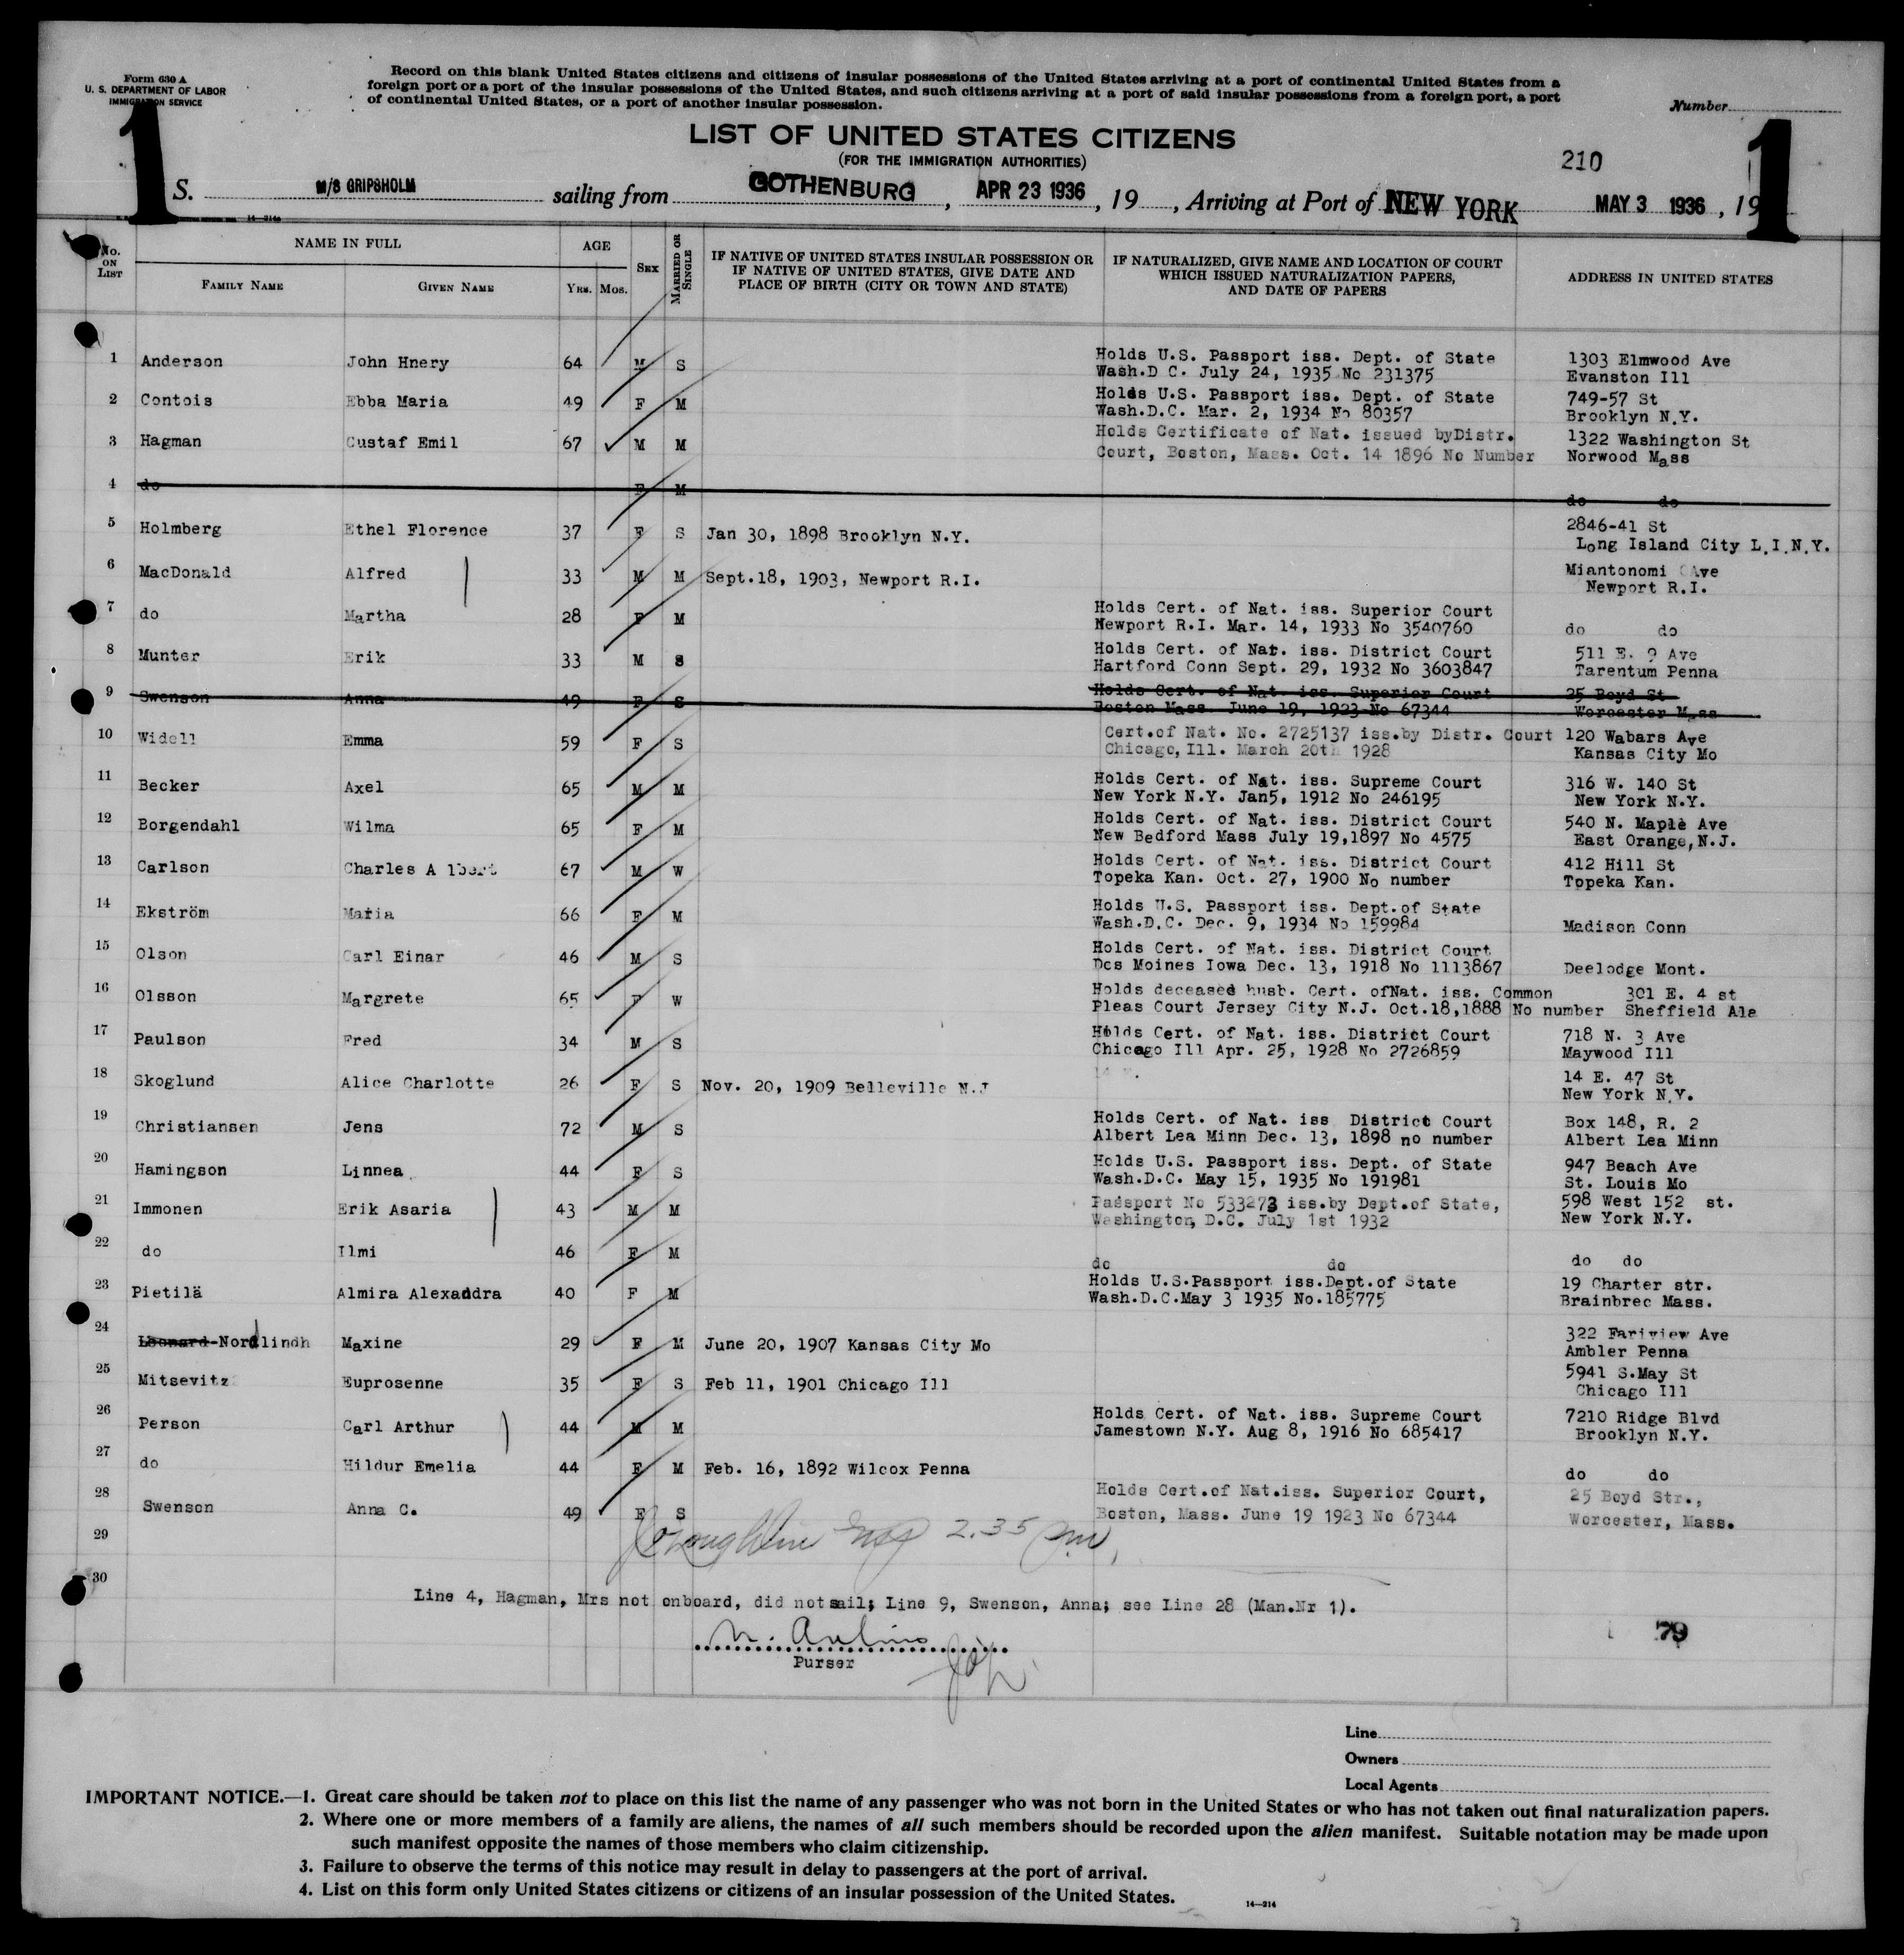 Form 630 A
U. S. DEPARTMENT OF LABOR
IMMIGRATION SERVICE
Record on this blank United States citizens and citizens of insular possessions of the United States arriving at a port of continental United States from a
foreign port or a port of the insular possessions of the United States, and such citizens arriving at a port of said insular possessions from a foreign port, a port
of continental United States, or a port of another insular possession.
Number
1 1
LIST OF UNITED STATES CITIZENS
(FOR THE IMMIGRATION AUTHORITIES)
210
S. M/S GRIPSHOLM sailing from GOTHENBURG, APR 23 1936, 19 , Arriving at Port of NEW YORK MAY 3 1936, 19
14—214
No. ON LIST
NAME IN FULL
FAMILY NAME GIVEN NAME
AGE
YRS. MOS.
SEX
MARRIED OR SINGLE
IF NATIVE OF UNITED STATES INSULAR POSSESSION OR
IF NATIVE OF UNITED STATES, GIVE DATE AND
PLACE OF BIRTH (CITY OR TOWN AND STATE)
IF NATURALIZED, GIVE NAME AND LOCATION OF COURT
WHICH ISSUED NATURALIZATION PAPERS,
AND DATE OF PAPERS
ADDRESS IN UNITED STATES
1 Anderson John Hnery 64 M S Holds U.S. Passport iss. Dept. of State 1303 Elmwood Ave
Wash.D C. July 24, 1935 No 231375 Evanston Ill
2 Contois Ebba Maria 49 F M Holds U.S. Passport iss. Dept. of State 749-57 St
Wash.D.C. Mar. 2, 1934 No 80357 Brooklyn N.Y.
3 Hagman Gustaf Emil 67 M M Holds Certificate of Nat. issued byDistr. 1322 Washington St
Court, Boston, Mass. Oct. 14 1896 No Number Norwood Mass
4 do F M do do
5 Holmberg Ethel Florence 37 F S Jan 30, 1898 Brooklyn N.Y. 2846-41 St
Long Island City L.I.N.Y.
6 MacDonald Alfred 33 M M Sept.18, 1903, Newport R.I. Miantonomi Ave
Newport R.I.
7 do Martha 28 F M Holds Cert. of Nat. iss. Superior Court
Newport R.I. Mar. 14, 1933 No 3540760 do do
8 Munter Erik 33 M S Holds Cert. of Nat. iss. District Court 511 E. 9 Ave
Hartford Conn Sept. 29, 1932 No 3603847 Tarentum Penna
9 Swenson Anna 49 F S Holds Cert. of Nat. iss. Superior Court 25 Boyd St
Boston Mass. June 19, 1923 No 67344 Worcester Mass
10 Widell Emma 59 F S Cert.of Nat. No. 2725137 iss.by Distr. Court 120 Wabars Ave
Chicago, Ill. March 20th 1928 Kansas City Mo
11 Becker Axel 65 M M Holds Cert. of Nat. iss. Supreme Court 316 W. 140 St
New York N.Y. Jan5, 1912 No 246195 New York N.Y.
12 Borgendahl Wilma 65 F M Holds Cert. of Nat. iss. District Court 540 N. Maple Ave
New Bedford Mass July 19,1897 No 4575 East Orange,N.J.
13 Carlson Charles A lbert 67 M W Holds Cert. of Nat. iss. District Court 412 Hill St
Topeka Kan. Oct. 27, 1900 No number Topeka Kan.
14 Ekström Maria 66 F M Holds U.S. Passport iss. Dept.of State
Wash.D.C. Dec. 9, 1934 No 159984 Madison Conn
15 Olson Carl Einar 46 M S Holds Cert. of Nat. iss. District Court
Des Moines Iowa Dec. 13, 1918 No 1113867 Deelodge Mont.
16 Olsson Margrete 65 F W Holds deceased husb. Cert. ofNat. iss. Common 301 E. 4 st
Pleas Court Jersey City N.J. Oct.18,1888 No number Sheffield Ala
17 Paulson Fred 34 M S Holds Cert. of Nat. iss. District Court 718 N. 3 Ave
Chicago Ill Apr. 25, 1928 No 2726859 Maywood Ill
18 Skoglund Alice Charlotte 26 F S Nov. 20, 1909 Belleville N.J 14 E. 47 St
New York N.Y.
19 Christiansen Jens 72 M S Holds Cert. of Nat. iss District Court Box 148, R. 2
Albert Lea Minn Dec. 13, 1898 no number Albert Lea Minn
20 Hamingson Linnea 44 F S Holds U.S. Passport iss. Dept. of State 947 Beach Ave
Wash.D.C. May 15, 1935 No 191981 St. Louis Mo
21 Immonen Erik Asaria 43 M M Passport No 533273 iss.by Dept.of State, 598 West 152 st.
Washington, D.C. July 1st 1932 New York N.Y.
22 do Ilmi 46 F M do do do do
23 Pietilä Almira Alexaddra 40 F M Holds U.S.Passport iss.Dept.of State 19 Charter str.
Wash.D.C.May 3 1935 No.185775 Brainbrec Mass.
24 Leonard-Nordlindh Maxine 29 F M June 20, 1907 Kansas City Mo 322 Fariview Ave
Ambler Penna
25 Mitsevitz Euprosenne 35 F S Feb 11, 1901 Chicago Ill 5941 S.May St
Chicago Ill
26 Person Carl Arthur 44 M M Holds Cert. of Nat. iss. Supreme Court 7210 Ridge Blvd
Jamestown N.Y. Aug 8, 1916 No 685417 Brooklyn N.Y.
27 do Hildur Emelia 44 F M Feb. 16, 1892 Wilcox Penna do do
28 Swenson Anna C. 49 F S Holds Cert.of Nat.iss. Superior Court, 25 Boyd Str.,
Boston, Mass. June 19 1923 No 67344 Worcester, Mass.
29 2.35 pm
30
Line 4, Hagman, Mrs not onboard, did not sail; Line 9, Swenson, Anna; see Line 28 (Man.Nr 1).
79
Purser
Line
Owners
Local Agents
IMPORTANT NOTICE.—1. Great care should be taken not to place on this list the name of any passenger who was not born in the United States or who has not taken out final naturalization papers.
2. Where one or more members of a family are aliens, the names of all such members should be recorded upon the alien manifest. Suitable notation may be made upon
such manifest opposite the names of those members who claim citizenship.
3. Failure to observe the terms of this notice may result in delay to passengers at the port of arrival.
4. List on this form only United States citizens or citizens of an insular possession of the United States.
14—214